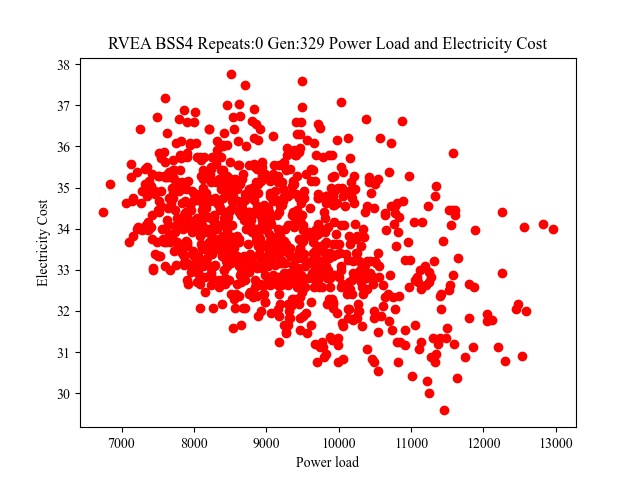 RVEA BSS4 Repeats:0 Gen:329 Power Load and Electricity Cost
38
37
36
35
34
33
32
31
30
Electricity Cost
7000 8000 9000 10000 11000 12000 13000
Power load